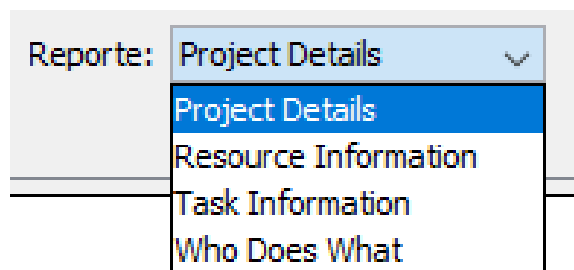 Reporte: Project Details
Project Details
Resource Information
Task Information
Who Does What